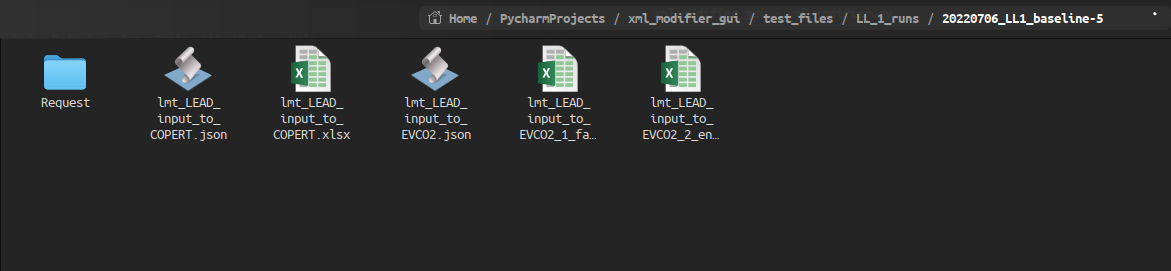 Home / PycharmProjects / xml_modifier_gui / test_files / LL_1_runs / 20220706_LL1_baseline-5
Request
lmt_LEAD_
input_to_
COPERT.json
lmt_LEAD_
input_to_
COPERT.xlsx
lmt_LEAD_
input_to_
EVCO2.json
lmt_LEAD_
input_to_
EVCO2_1_fa…
lmt_LEAD_
input_to_
EVCO2_2_en…